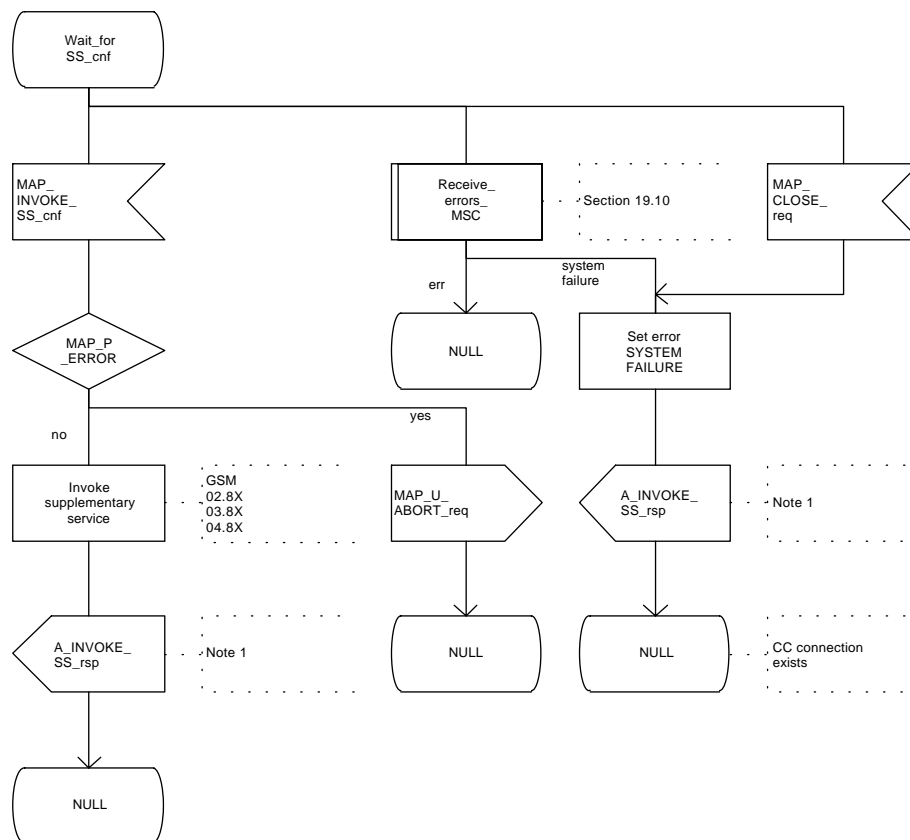 Wait_for
SS_cnf
MAP_
INVOKE_
SS_cnf
Receive_
errors_
MSC
Section 19.10
MAP_
CLOSE_
req
system
failure
err
MAP_P
_ERROR
NULL
Set error
SYSTEM
FAILURE
yes
no
Invoke
supplementary
service
GSM
02.8X
03.8X
04.8X
MAP_U_
ABORT_req
A_INVOKE_
SS_rsp
Note 1
A_INVOKE_
SS_rsp
Note 1
NULL
NULL
CC connection
exists
NULL